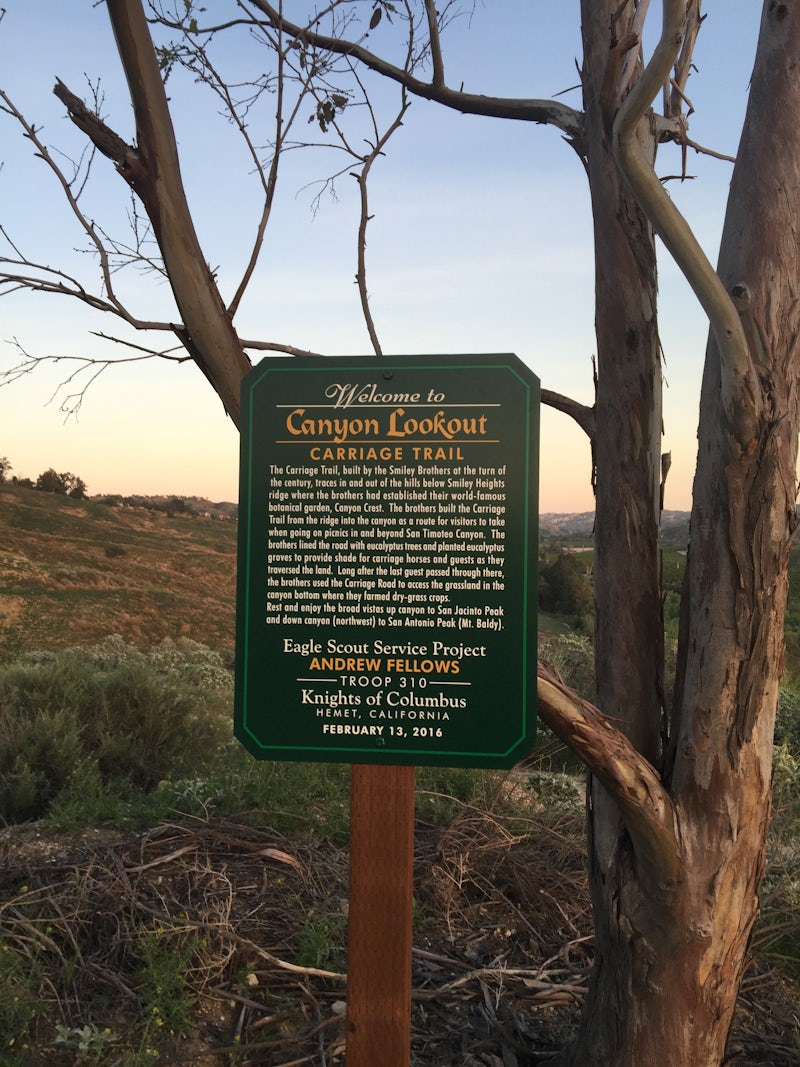 Welcome to
Canyon Lookout
CARRIAGE TRAIL
The Carriage Trail, built by the Smiley Brothers at the turn of
the century, traces in and out of the hills below Smiley Heights
ridge where the brothers had established their world-famous
botanical garden, Canyon Crest. The brothers built the Carriage
Trail from the ridge into the canyon as a route for visitors to take
when going on picnics in and beyond San Timoteo Canyon. The
brothers lined the road with eucalyptus trees and planted eucalyptus
groves to provide shade for carriage horses and guests as they
traversed the land. Long after the last guest passed through there,
the brothers used the Carriage Road to access the grassland in the
canyon bottom where they farmed dry-grass crops.
Rest and enjoy the broad vistas up canyon to San Jacinto Peak
and down canyon (northwest) to San Antonio Peak (Mt. Baldy).
Eagle Scout Service Project
ANDREW FELLOWS
TROOP 310
Knights of Columbus
HEMET, CALIFORNIA
FEBRUARY 13, 2016